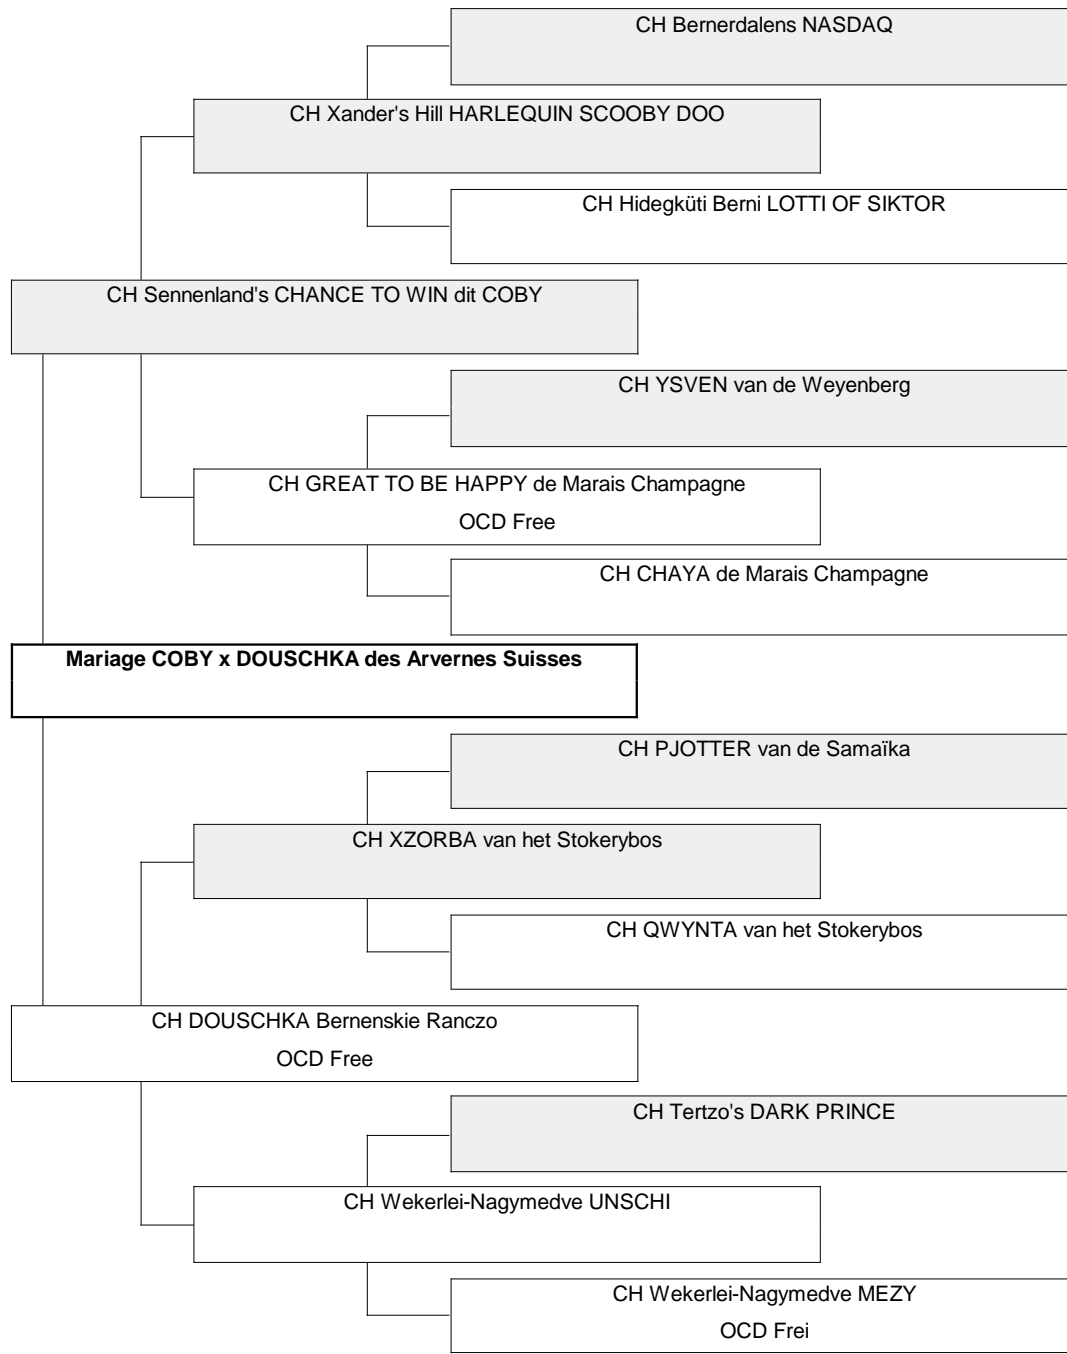 CH Bernerdalens NASDAQ
CH Xander's Hill HARLEQUIN SCOOBY DOO
CH Hidegküti Berni LOTTI OF SIKTOR
CH Sennenland's CHANCE TO WIN dit COBY
CH YSVEN van de Weyenberg
CH GREAT TO BE HAPPY de Marais Champagne
OCD Free
CH CHAYA de Marais Champagne
Mariage COBY x DOUSCHKA des Arvernes Suisses
CH PJOTTER van de Samaïka
CH XZORBA van het Stokerybos
CH QWYNTA van het Stokerybos
CH DOUSCHKA Bernenskie Ranczo
OCD Free
CH Tertzo's DARK PRINCE
CH Wekerlei-Nagymedve UNSCHI
CH Wekerlei-Nagymedve MEZY
OCD Frei